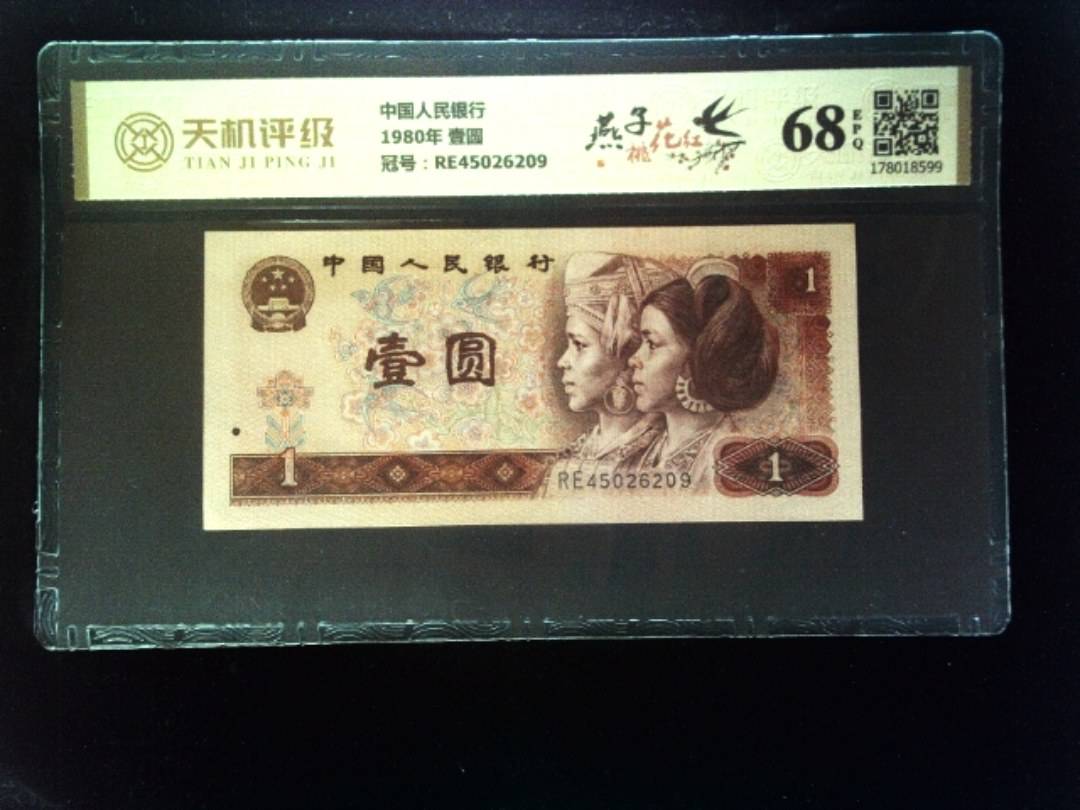 天机评级
TIAN JI PING JI
中国人民银行
1980年 壹圆
冠号：RE45026209
燕子
桃花红
68
EPQ
178018599
中国人民银行
1
壹圆
1
RE45026209
1